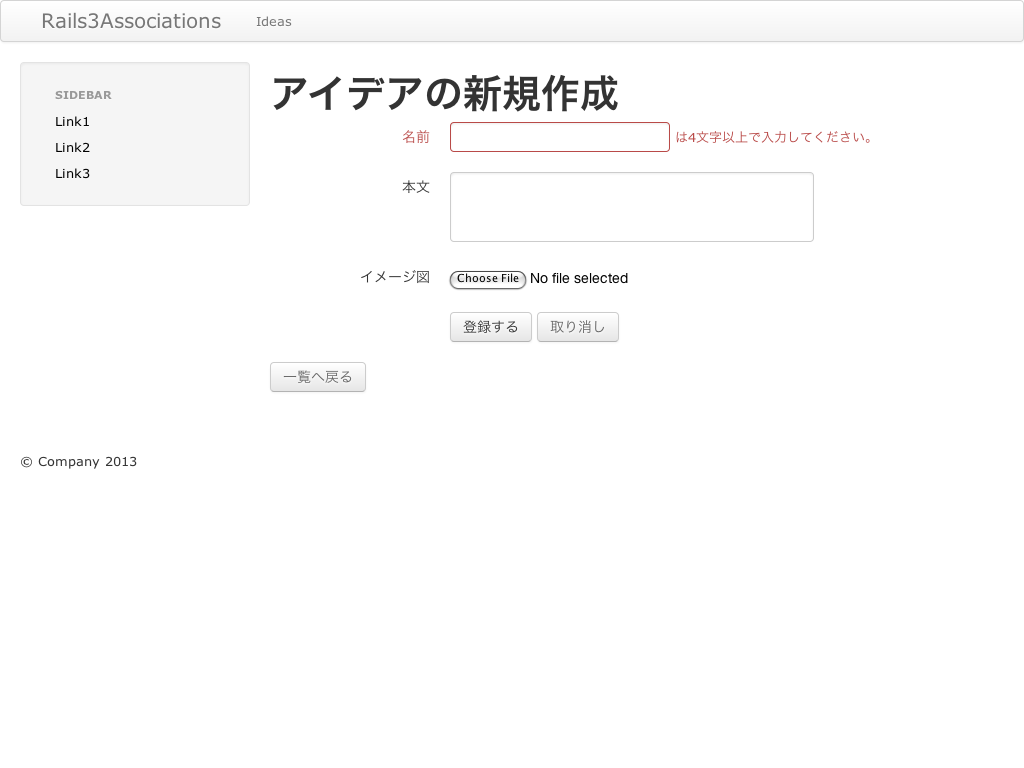 Rails3Associations Ideas
SIDEBAR
Link1
Link2
Link3
アイデアの新規作成
名前 は4文字以上で入力してください。
本文
イメージ図 Choose File No file selected
登録する 取り消し
一覧へ戻る
© Company 2013